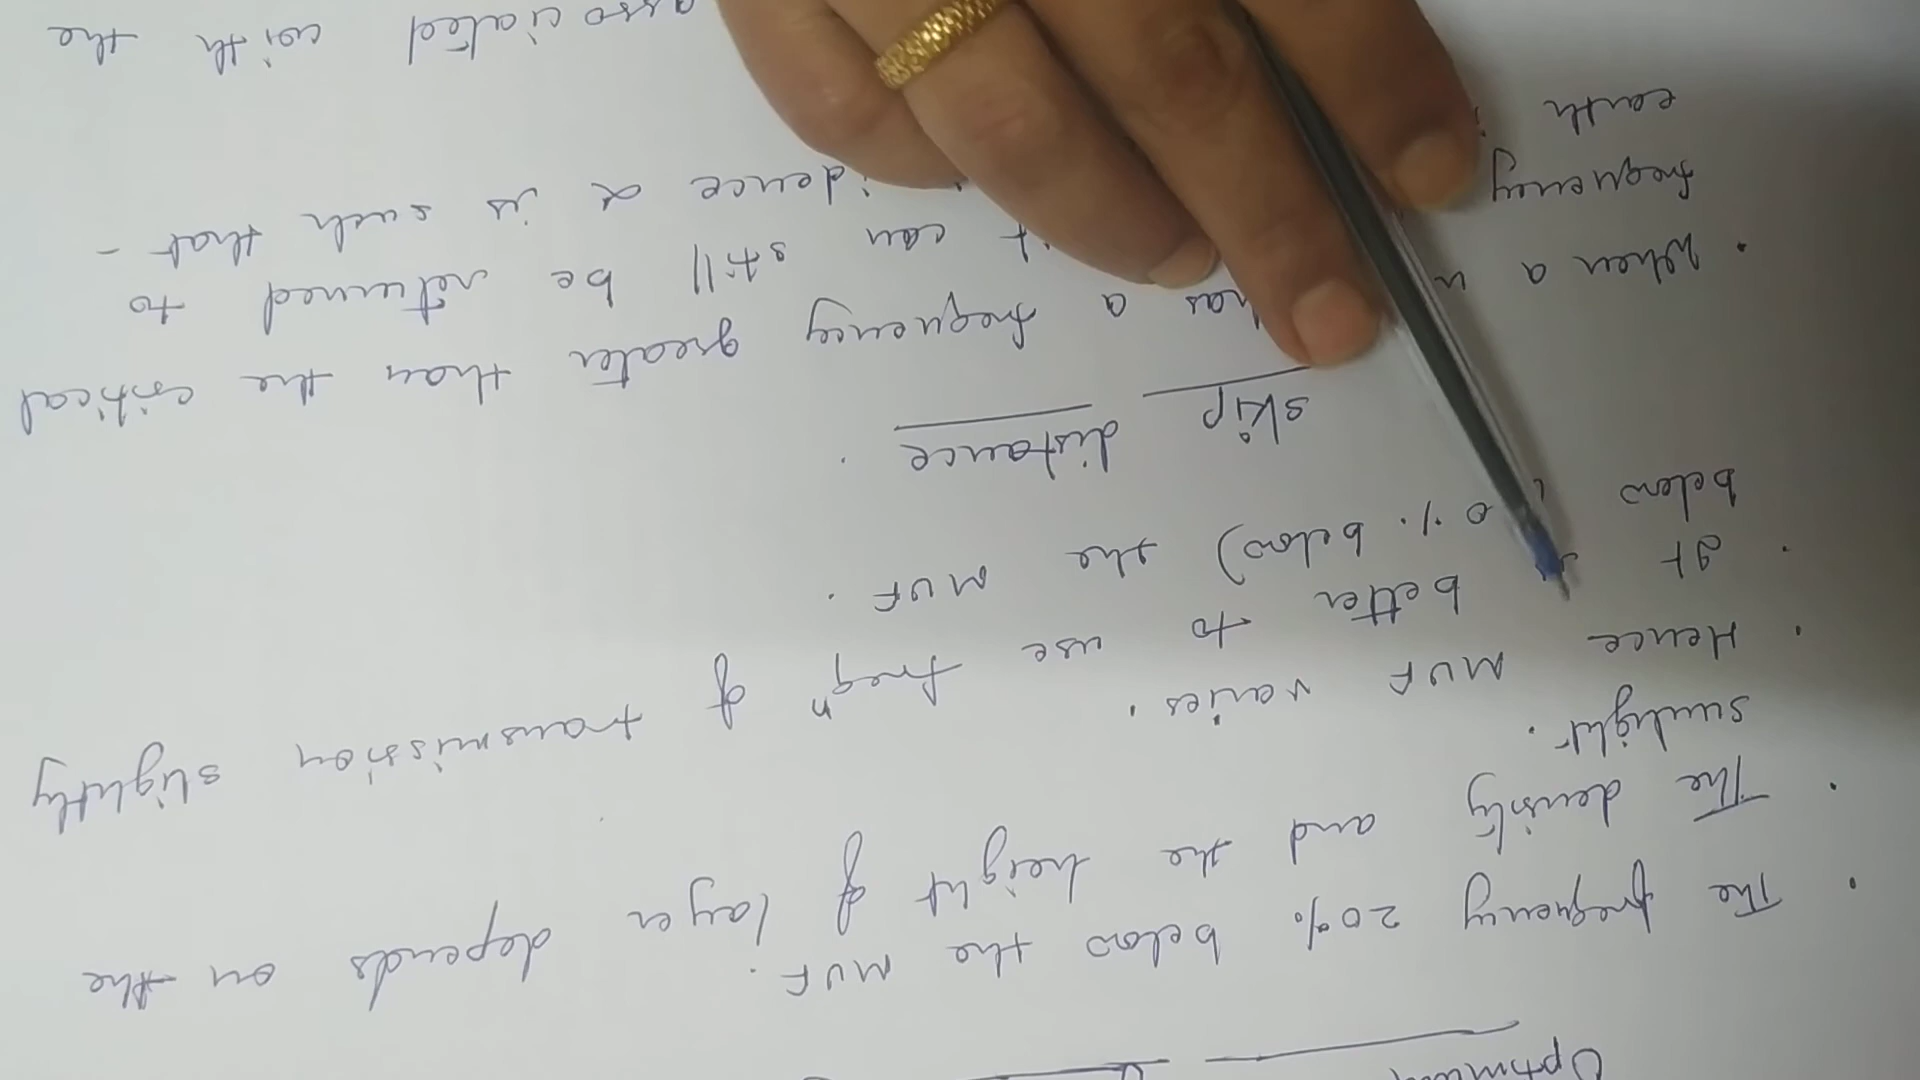 Optimum
• The frequency 20% below the MUF.
• The density and the height of layer depends on the
sunlight.
• Hence MUF varies.
• It better to use freqn of transmission slightly
below 0% below) the MUF.
skip distance.
• When a has a frequency greater than the critical
frequency can still be returned to
earth is such that -
associated with the